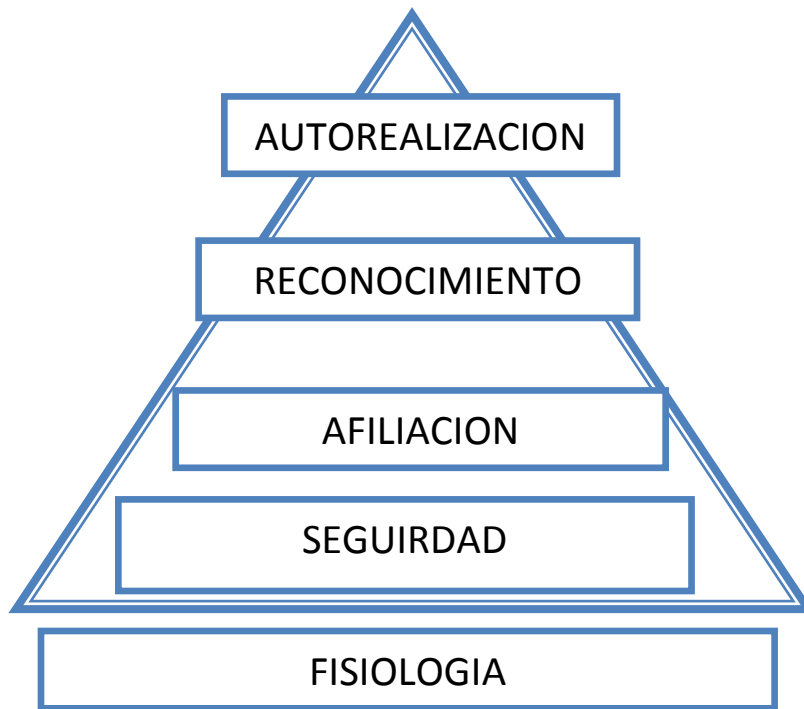 AUTOREALIZACION
RECONOCIMIENTO
AFILIACION
SEGUIRDAD
FISIOLOGIA